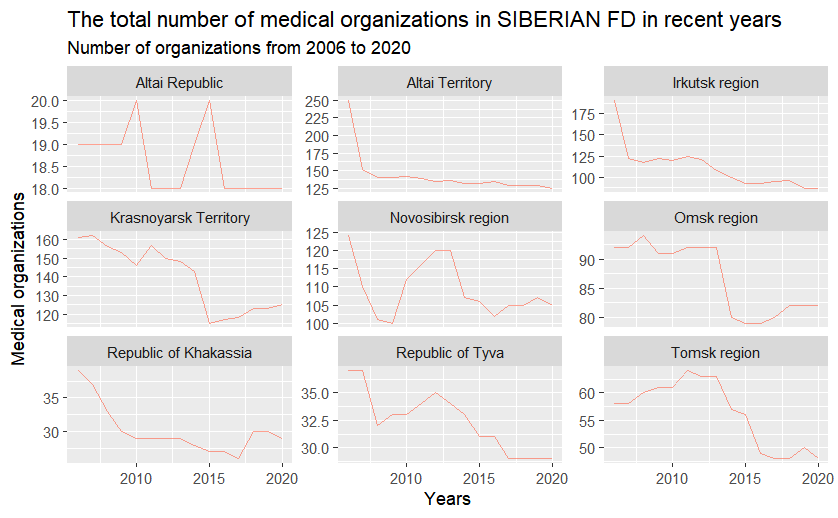 The total number of medical organizations in SIBERIAN FD in recent years
Number of organizations from 2006 to 2020
Altai Republic
Altai Territory
Irkutsk region
20.0
19.5
19.0
18.5
18.0
250
225
200
175
150
125
175
150
125
100
Krasnoyarsk Territory
Novosibirsk region
Omsk region
160
150
140
130
120
125
120
115
110
105
100
90
85
80
Republic of Khakassia
Republic of Tyva
Tomsk region
35
30
35.0
32.5
30.0
60
55
50
2010 2015 2020
2010 2015 2020
2010 2015 2020
Medical organizations
Years